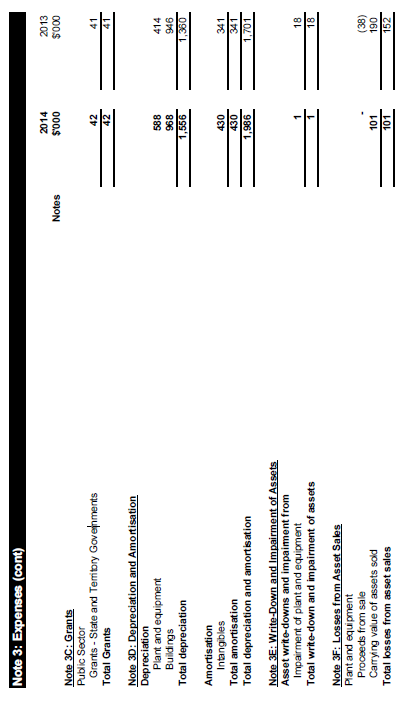 Note 3: Expenses (cont)
2014 2013
Notes $'000 $'000
Note 3C: Grants
Public Sector
Grants - State and Territory Governments 42 41
Total Grants 42 41
Note 3D: Depreciation and Amortisation
Depreciation
Plant and equipment 588 414
Buildings 968 946
Total depreciation 1,556 1,360
Amortisation
Intangibles 430 341
Total amortisation 430 341
Total depreciation and amortisation 1,986 1,701
Note 3E: Write-Down and Impairment of Assets
Asset write-downs and impairment from
Impairment of plant and equipment 1 18
Total write-down and impairment of assets 1 18
Note 3F: Losses from Asset Sales
Plant and equipment
Proceeds from sale - (38)
Carrying value of assets sold 101 190
Total losses from asset sales 101 152